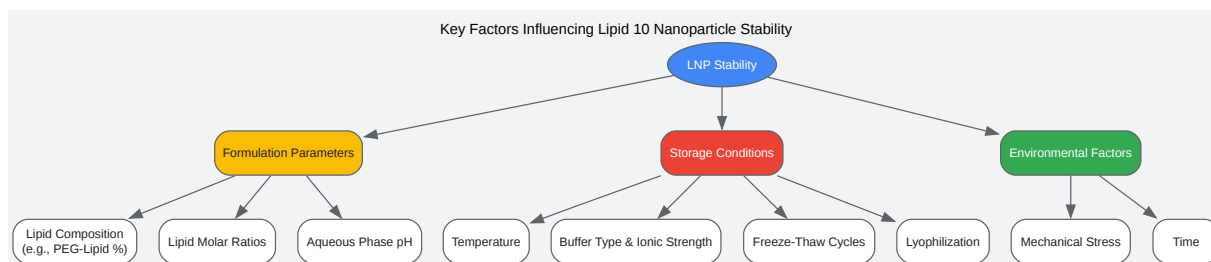 Key Factors Influencing Lipid 10 Nanoparticle Stability
LNP Stability
Formulation Parameters
Storage Conditions
Environmental Factors
Lipid Composition
(e.g., PEG-Lipid %)
Lipid Molar Ratios
Aqueous Phase pH
Temperature
Buffer Type & Ionic Strength
Freeze-Thaw Cycles
Lyophilization
Mechanical Stress
Time